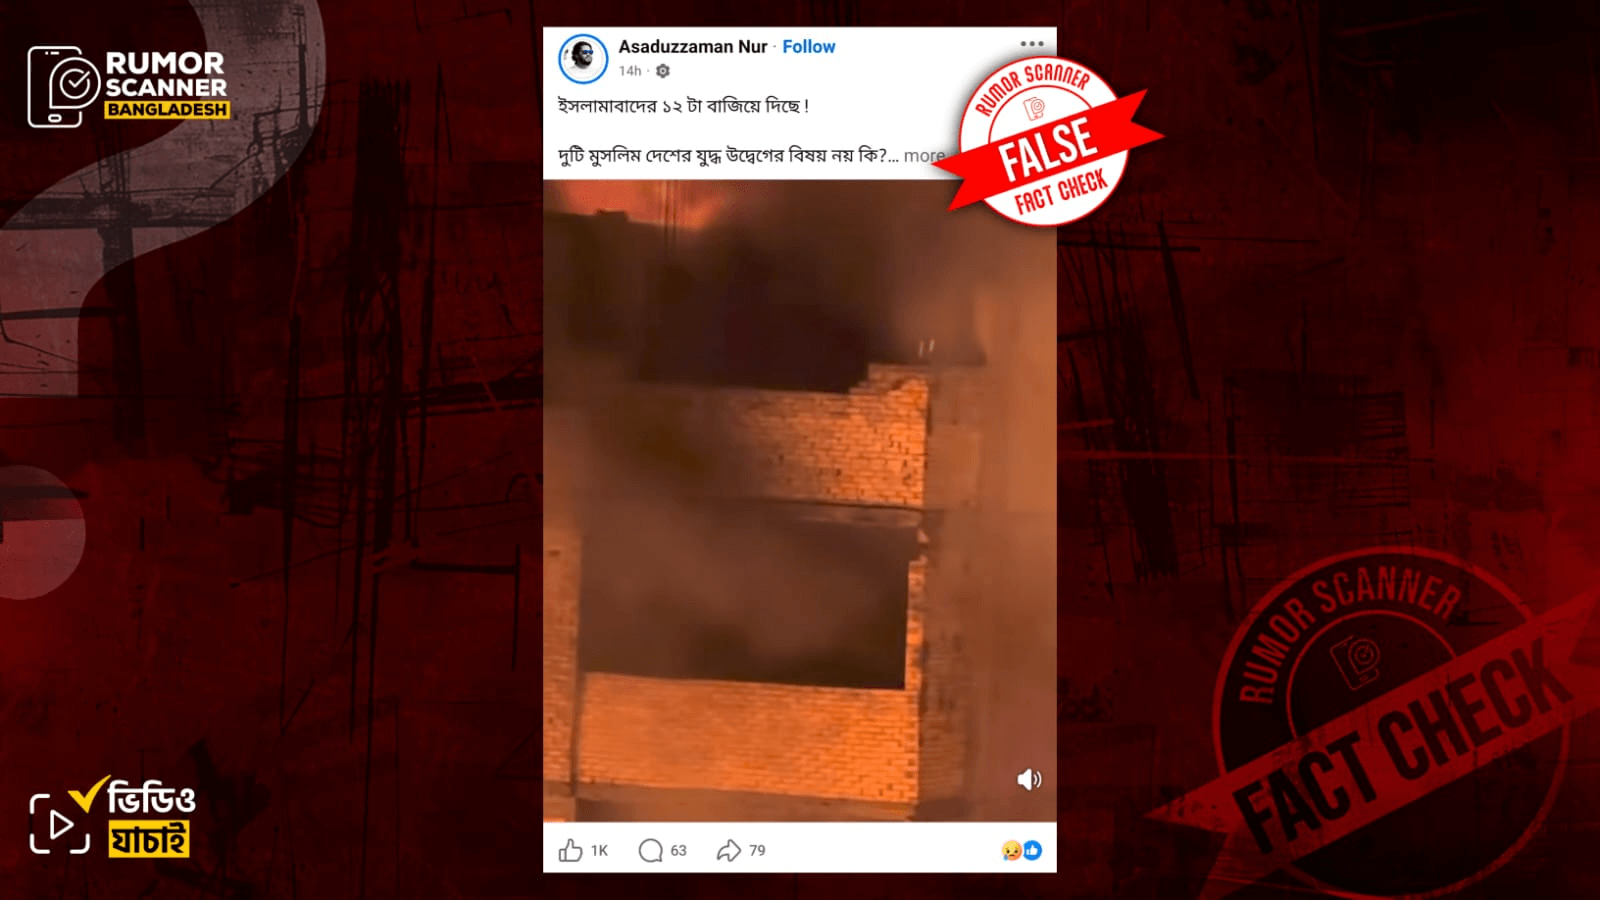 RUMOR
SCANNER
BANGLADESH
Asaduzzaman Nur · Follow
14h ·
ইসলামাবাদের ১২ টা বাজিয়ে দিছে !
দুটি মুসলিম দেশের যুদ্ধ উদ্বেগের বিষয় নয় কি?... more
RUMOR SCANNER
FALSE
FACT CHECK
1K
63
79
ভিডিও
যাচাই
RUMOR SCANNER
FACT CHECK